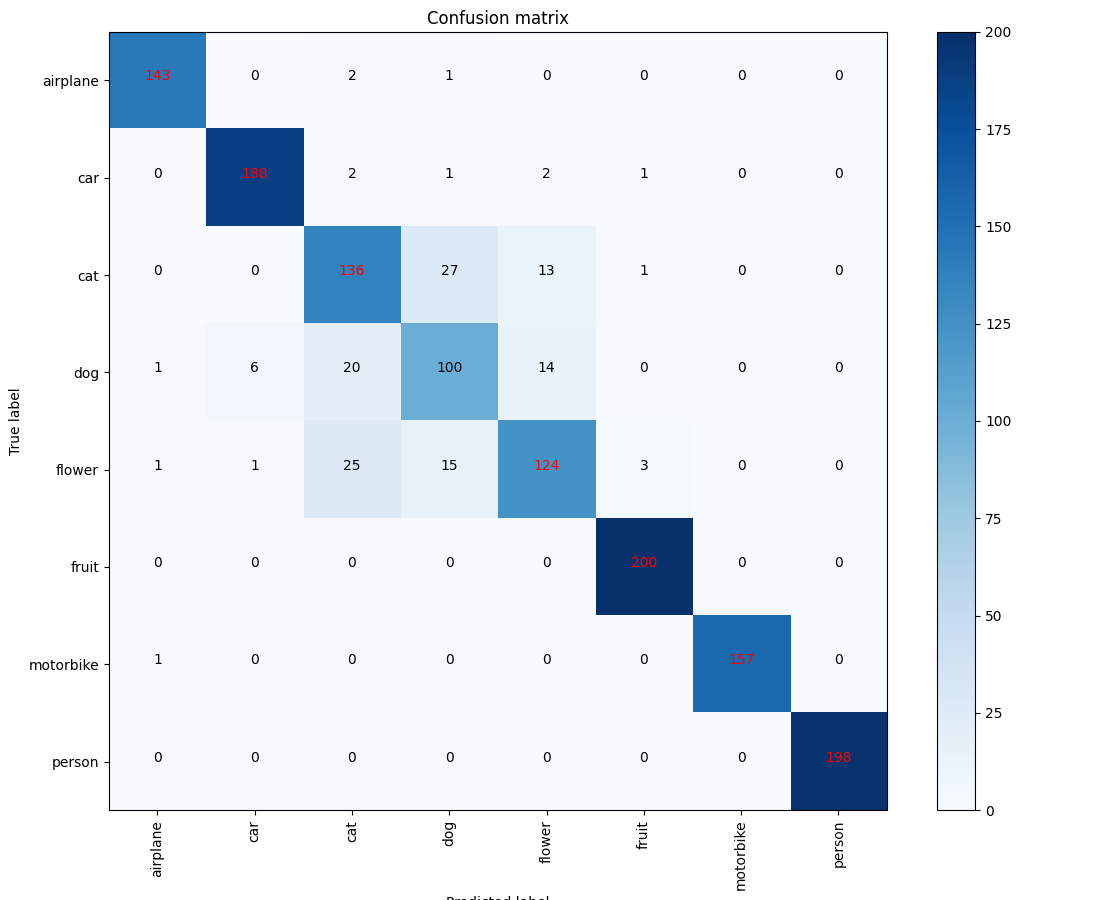 Confusion matrix
airplane 143 0 2 1 0 0 0 0
car 0 188 2 1 2 1 0 0
cat 0 0 136 27 13 1 0 0
dog 1 6 20 100 14 0 0 0
flower 1 1 25 15 124 3 0 0
fruit 0 0 0 0 0 200 0 0
motorbike 1 0 0 0 0 0 157 0
person 0 0 0 0 0 0 0 198
True label
airplane car cat dog flower fruit motorbike person
Predicted label
200
175
150
125
100
75
50
25
0